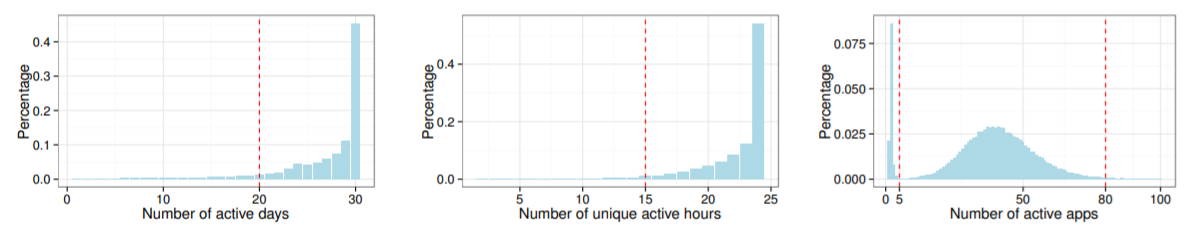 Percentage
0.4
0.3
0.2
0.1
0.0
0 10 20 30
Number of active days
Percentage
0.4
0.2
0.0
5 10 15 20 25
Number of unique active hours
Percentage
0.075
0.050
0.025
0.000
0 5 50 80 100
Number of active apps